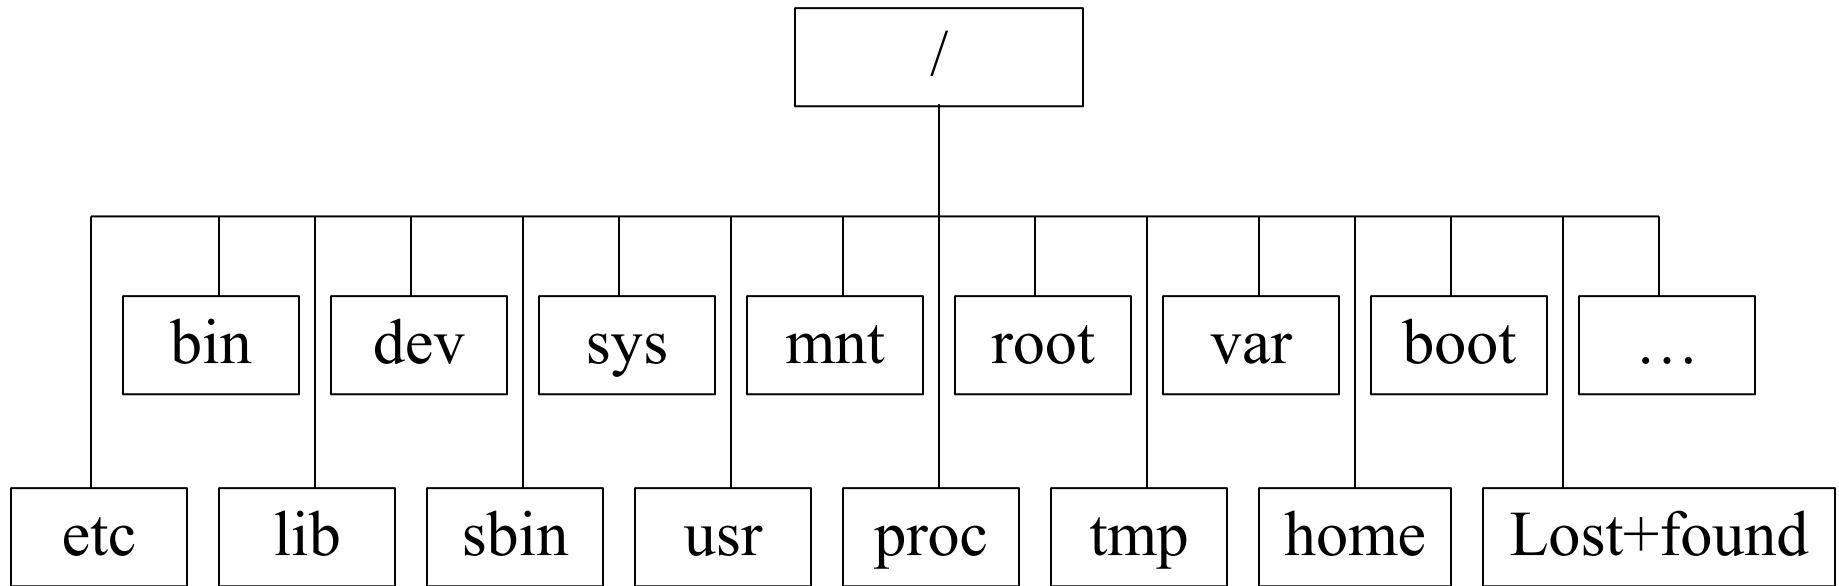 /
bin dev sys mnt root var boot …
etc lib sbin usr proc tmp home Lost+found